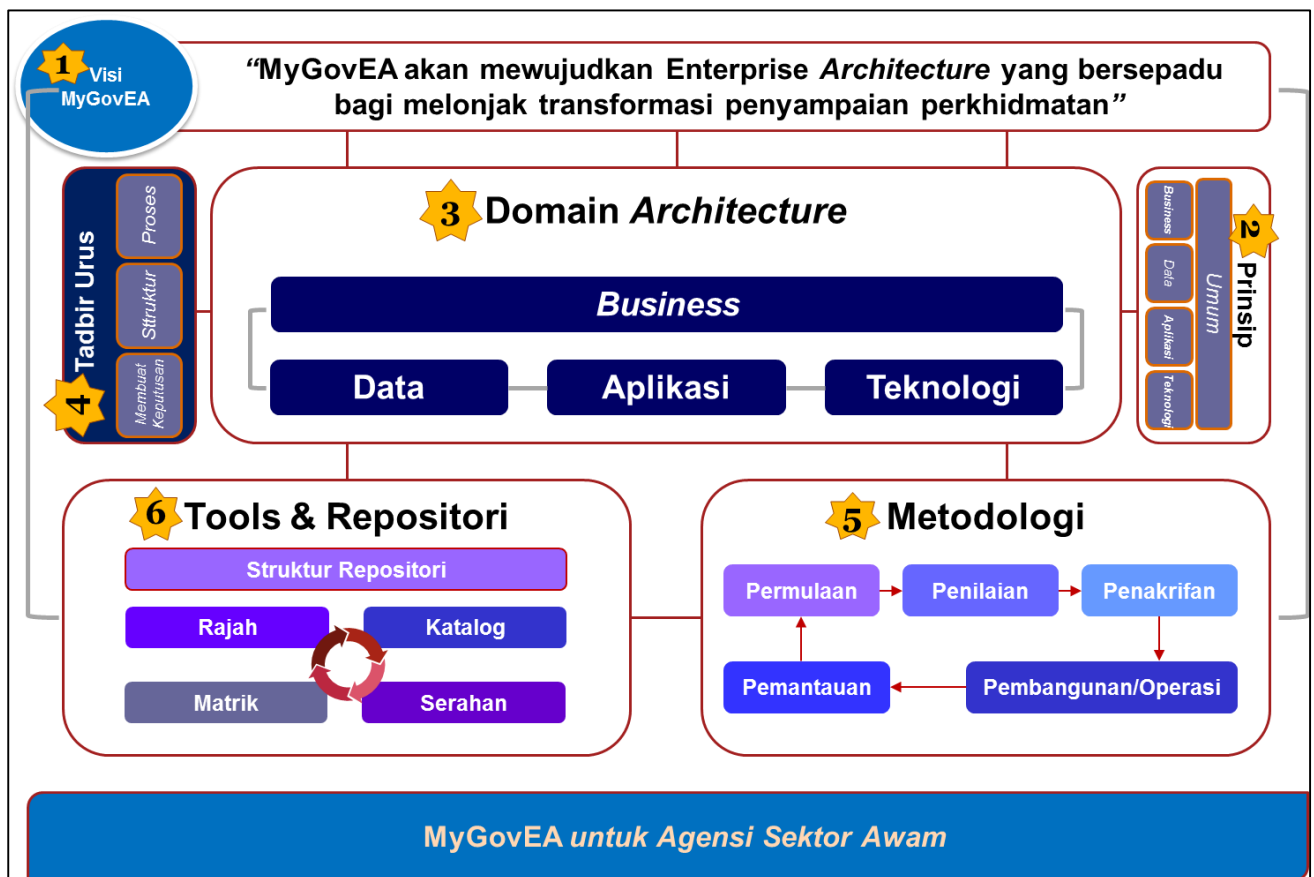 1
Visi
MyGovEA
“MyGovEA akan mewujudkan Enterprise Architecture yang bersepadu
bagi melonjak transformasi penyampaian perkhidmatan”
4
Tadbir Urus
Proses
Sttruktur
Membuat
Keputusan
3 Domain Architecture
Business
Data
Aplikasi
Teknologi
2
Prinsip
Umum
Business
Data
Aplikasi
Teknologi
6 Tools & Repositori
Struktur Repositori
Rajah
Katalog
Matrik
Serahan
5 Metodologi
Permulaan
Penilaian
Penakrifan
Pemantauan
Pembangunan/Operasi
MyGovEA untuk Agensi Sektor Awam